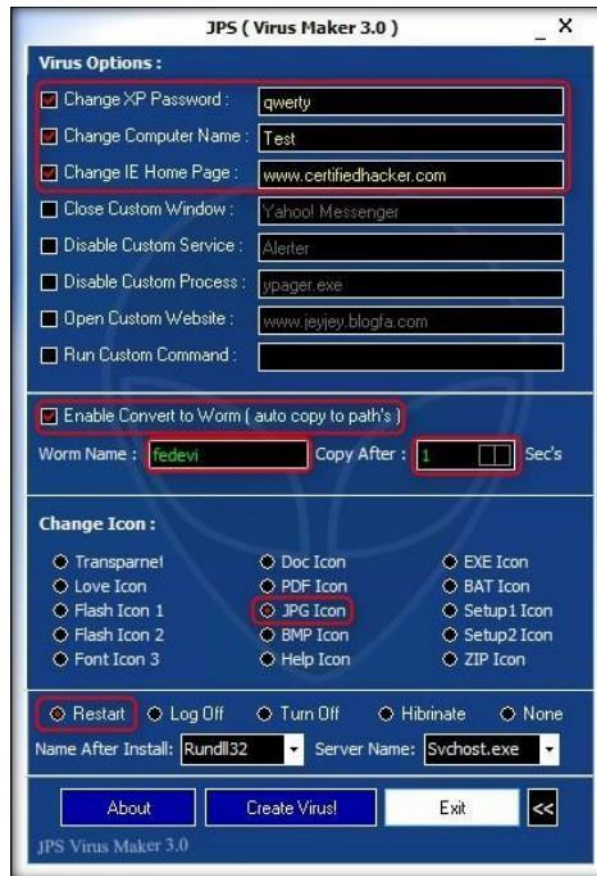 JPS ( Virus Maker 3.0 ) _ X
Virus Options :
Change XP Password : qwerty
Change Computer Name : Test
Change IE Home Page : www.certifiedhacker.com
Close Custom Window : Yahoo! Messenger
Disable Custom Service : Alerter
Disable Custom Process : ypager.exe
Open Custom Website : www.jeyjey.blogfa.com
Run Custom Command :
Enable Convert to Worm ( auto copy to path's )
Worm Name : fedevi Copy After : 1 Sec's
Change Icon :
Transparnet Doc Icon EXE Icon
Love Icon PDF Icon BAT Icon
Flash Icon 1 JPG Icon Setup1 Icon
Flash Icon 2 BMP Icon Setup2 Icon
Font Icon 3 Help Icon ZIP Icon
Restart Log Off Turn Off Hibrinate None
Name After Install: Rundll32 Server Name: Svchost.exe
About Create Virus! Exit <<
JPS Virus Maker 3.0